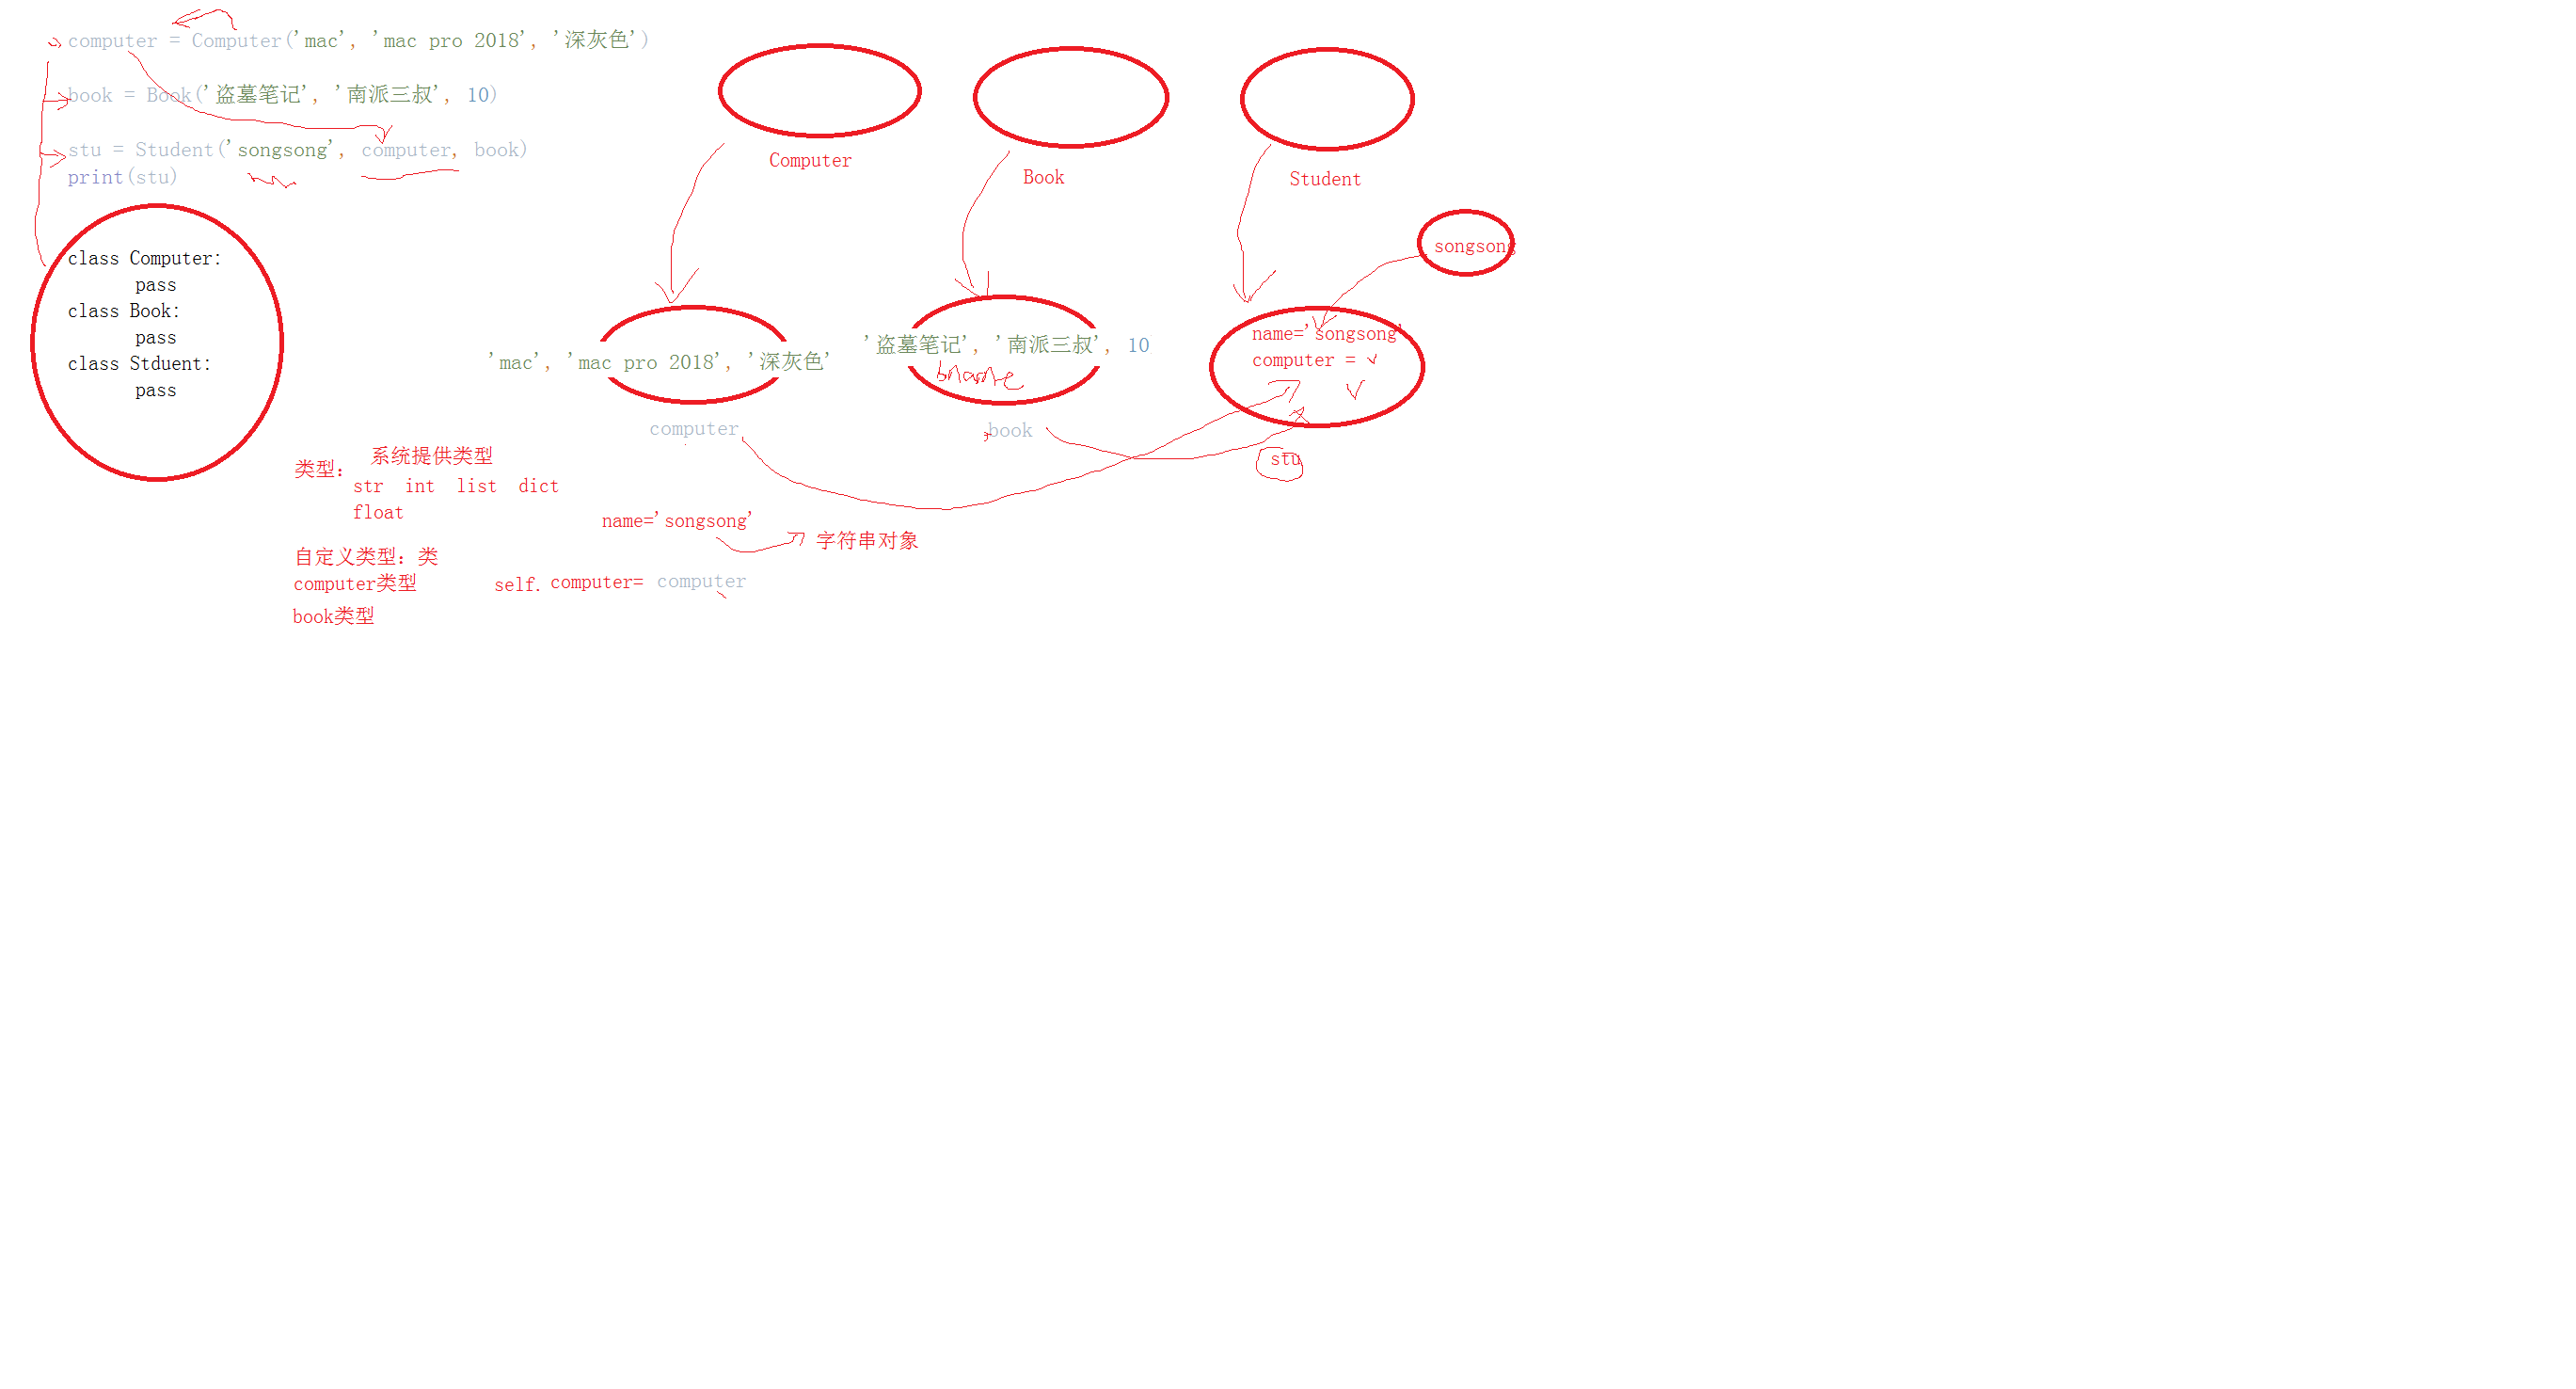 computer = Computer('mac', 'mac pro 2018', '深灰色')
book = Book('盗墓笔记', '南派三叔', 10)
stu = Student('songsong', computer, book)
print(stu)
Computer
Book
Student
songsong
class Computer:
pass
class Book:
pass
class Stduent:
pass
'mac', 'mac pro 2018', '深灰色'
'盗墓笔记', '南派三叔', 10
bname
name='songsong'
computer =
computer
book
stu
类型:
系统提供类型
str int list dict
float
name='songsong'
字符串对象
自定义类型: 类
computer类型
self. computer= computer
book类型